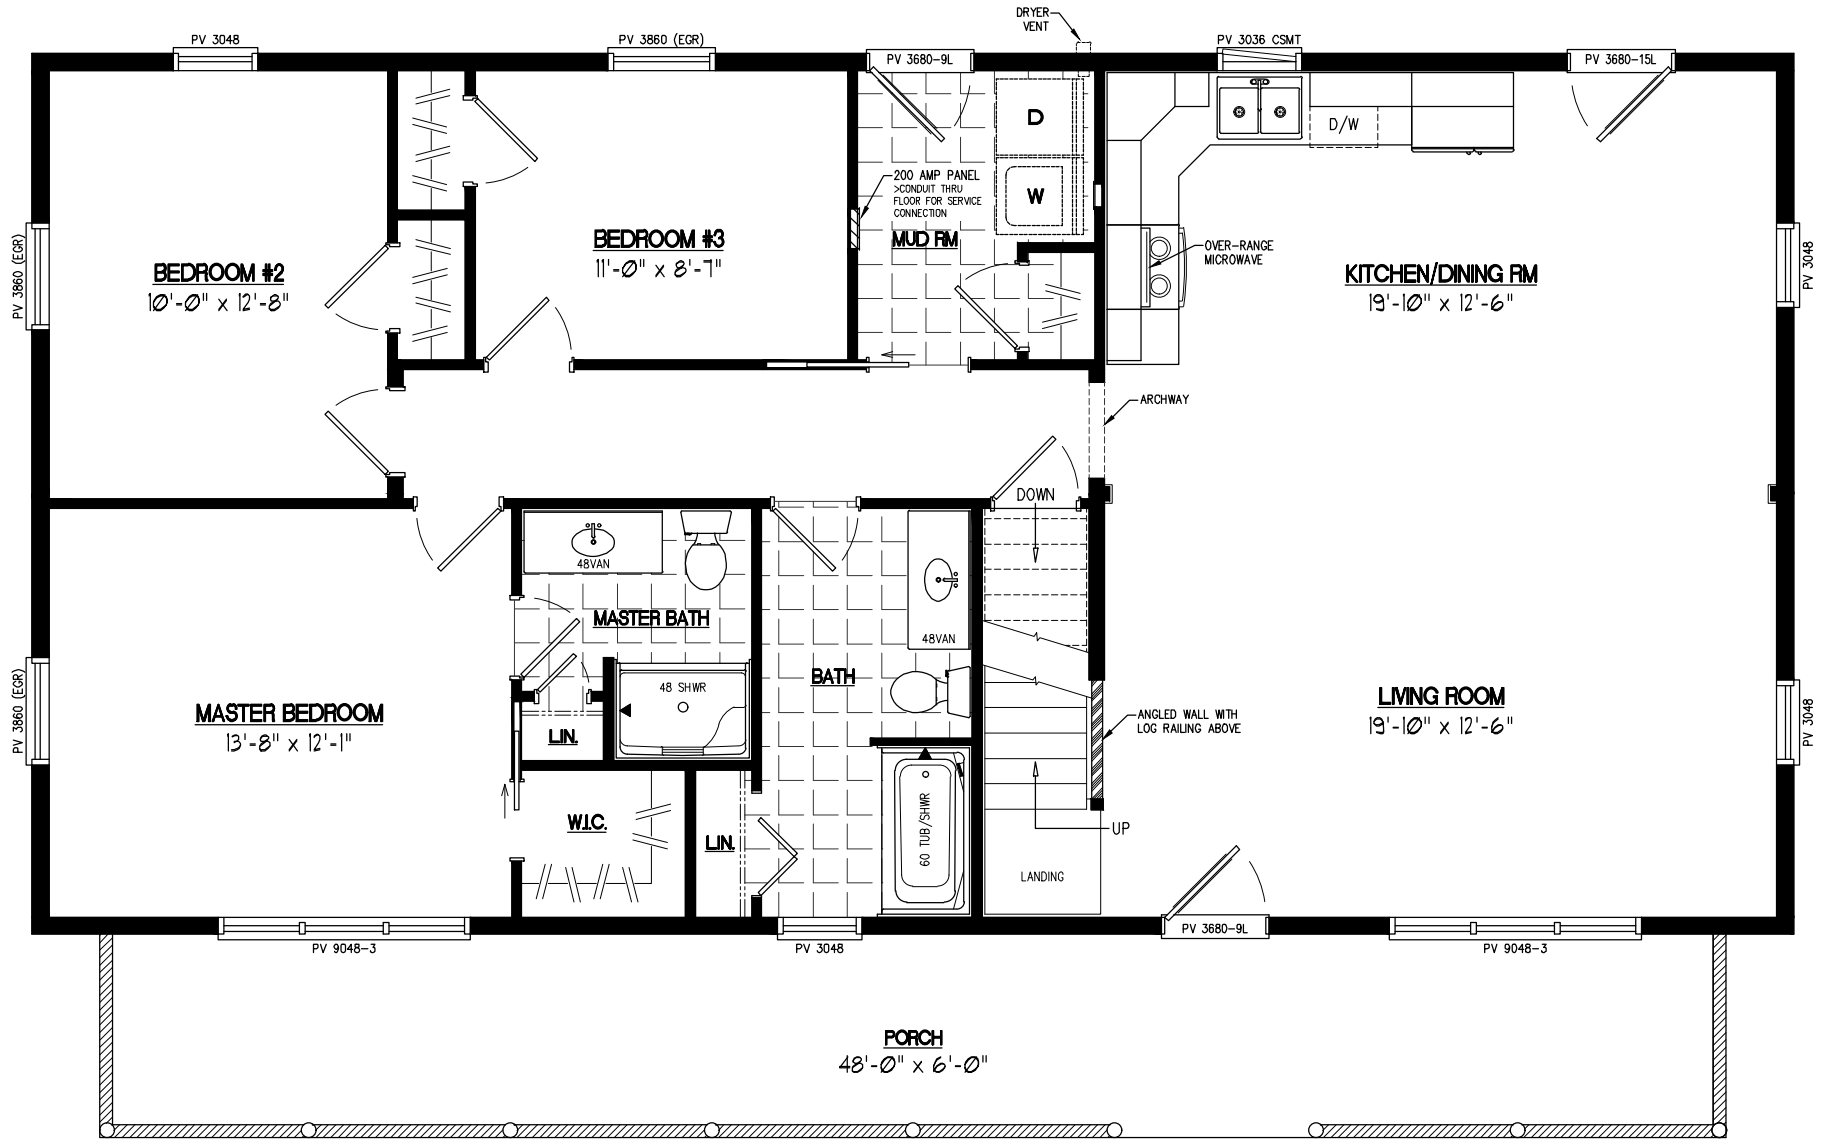 DRYER
VENT
PV 3048
PV 3860 (EGR)
PV 3680-9L
PV 3036 CSMT
PV 3680-15L
D
D/W
200 AMP PANEL
>CONDUIT THRU
FLOOR FOR SERVICE
CONNECTION
W
MUD RM
BEDROOM #3
11'-0" x 8'-7"
BEDROOM #2
10'-0" x 12'-8"
PV 3860 (EGR)
OVER-RANGE
MICROWAVE
KITCHEN/DINING RM
19'-10" x 12'-6"
PV 3048
ARCHWAY
DOWN
48VAN
MASTER BATH
48VAN
BATH
48 SHWR
MASTER BEDROOM
13'-8" x 12'-1"
PV 3860 (EGR)
LIN.
LIVING ROOM
19'-10" x 12'-6"
PV 3048
ANGLED WALL WITH
LOG RAILING ABOVE
W.I.C.
LIN.
60 TUB/SHWR
UP
LANDING
PV 9048-3
PV 3048
PV 3680-9L
PV 9048-3
PORCH
48'-0" x 6'-0"